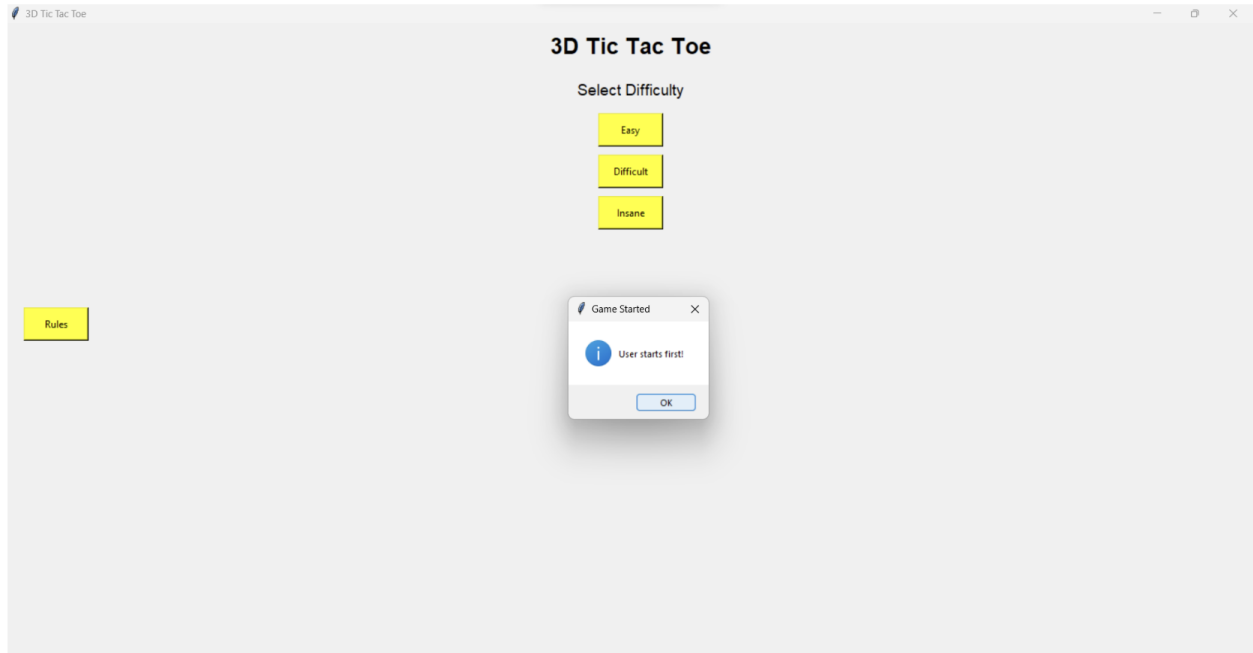 3D Tic Tac Toe
3D Tic Tac Toe
Select Difficulty
Easy
Difficult
Insane
Rules
Game Started
User starts first!
OK